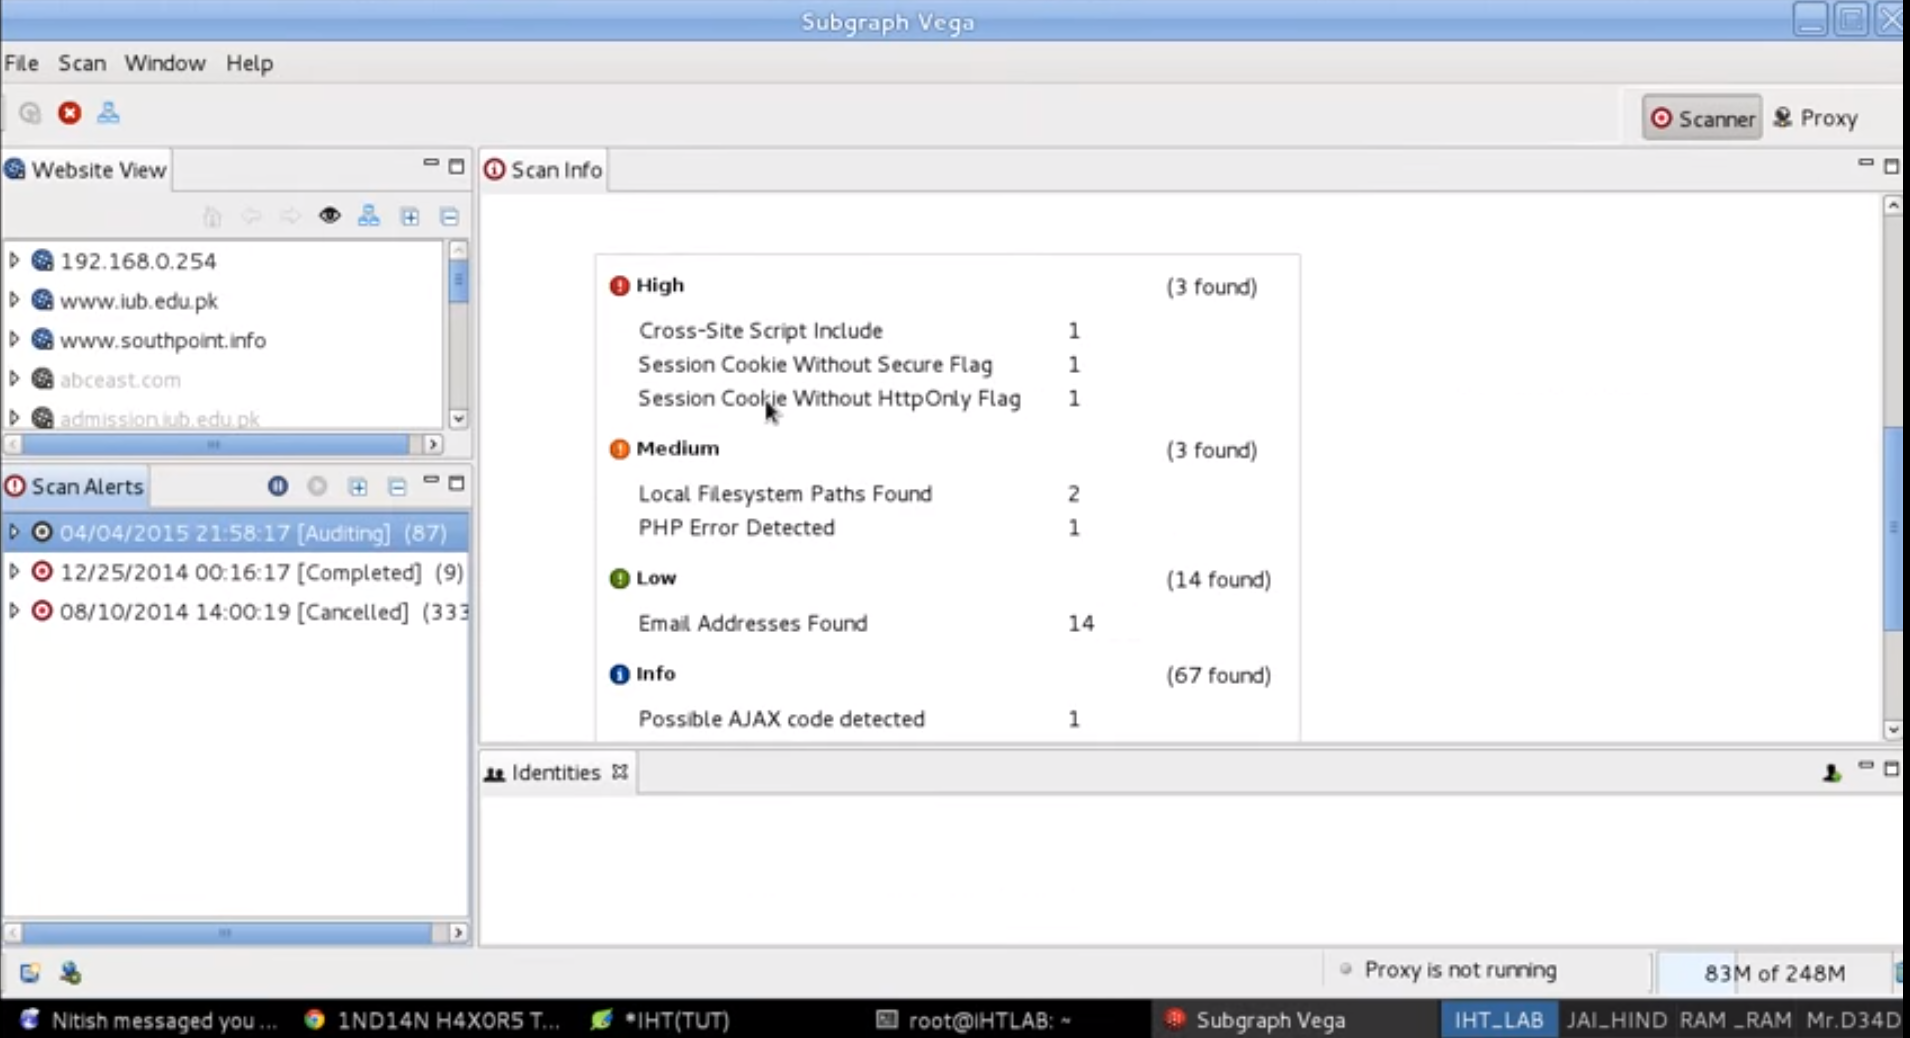 Subgraph Vega
File Scan Window Help
Scanner Proxy
Website View
192.168.0.254
www.iub.edu.pk
www.southpoint.info
abceast.com
admission.iub.edu.pk
Scan Alerts
04/04/2015 21:58:17 [Auditing] (87)
12/25/2014 00:16:17 [Completed] (9)
08/10/2014 14:00:19 [Cancelled] (333
Scan Info
High (3 found)
Cross-Site Script Include 1
Session Cookie Without Secure Flag 1
Session Cookie Without HttpOnly Flag 1
Medium (3 found)
Local Filesystem Paths Found 2
PHP Error Detected 1
Low (14 found)
Email Addresses Found 14
Info (67 found)
Possible AJAX code detected 1
Identities
Proxy is not running 83M of 248M
Nitish messaged you ... 1ND14N H4X0R5 T... *IHT(TUT) root@iHTLAB: ~ Subgraph Vega IHT_LAB JAI_HIND RAM _RAM Mr.D34D